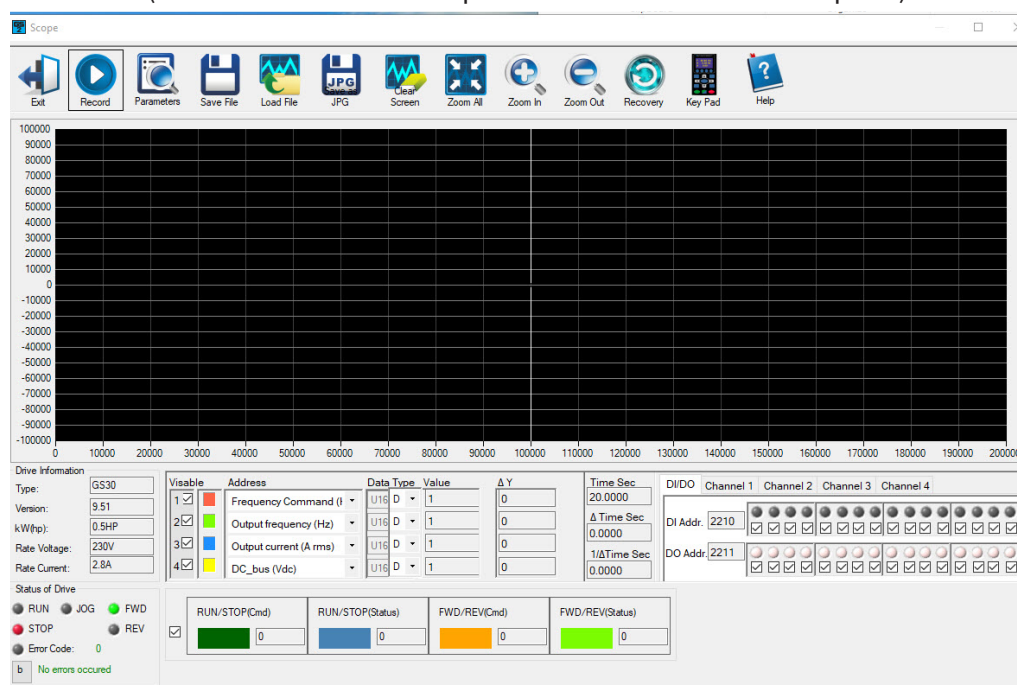 Scope
Exit Record Parameters Save File Load File Save as JPG Clear Screen Zoom All Zoom In Zoom Out Recovery Key Pad Help
JPG
100000
90000
80000
70000
60000
50000
40000
30000
20000
10000
0
-10000
-20000
-30000
-40000
-50000
-60000
-70000
-80000
-90000
-100000
0 10000 20000 30000 40000 50000 60000 70000 80000 90000 100000 110000 120000 130000 140000 150000 160000 170000 180000 190000 200000
Drive Information
Type: GS30
Version: 9.51
kW(hp): 0.5HP
Rate Voltage: 230V
Rate Current: 2.8A
Visable Address Data Type Value Δ Y
1 Frequency Command (H U16 D 1 0
2 Output frequency (Hz) U16 D 1 0
3 Output current (A rms) U16 D 1 0
4 DC_bus (Vdc) U16 D 1 0
Time Sec
20.0000
Δ Time Sec
0.0000
1/ΔTime Sec
0.0000
DI/DO Channel 1 Channel 2 Channel 3 Channel 4
DI Addr. 2210
DO Addr. 2211
Status of Drive
RUN JOG FWD
STOP REV
Error Code: 0
b No errors occured
RUN/STOP(Cmd) RUN/STOP(Status) FWD/REV(Cmd) FWD/REV(Status)
0 0 0 0